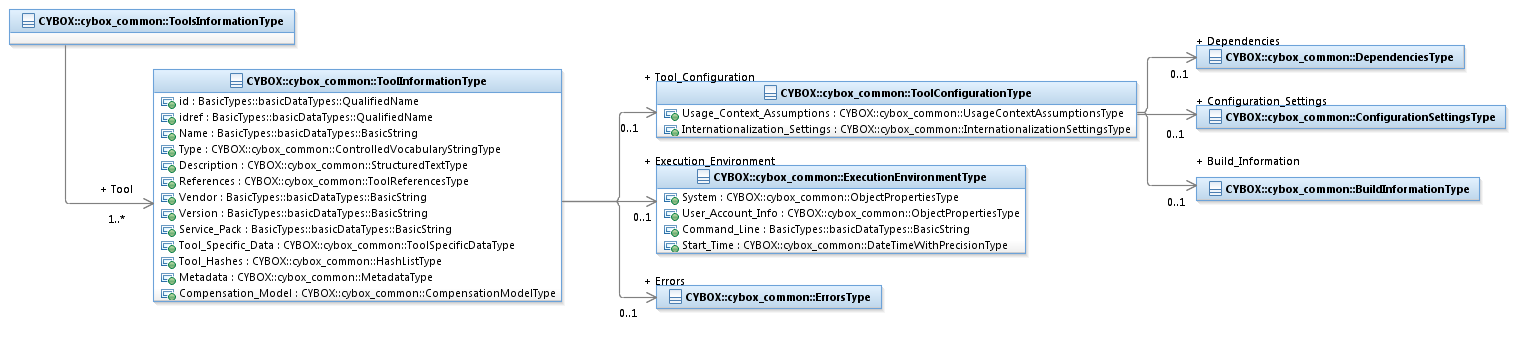 CYBOX::cybox_common::ToolsInformationType
+ Tool
1..*
CYBOX::cybox_common::ToolInformationType
id : BasicTypes::basicDataTypes::QualifiedName
idref : BasicTypes::basicDataTypes::QualifiedName
Name : BasicTypes::basicDataTypes::BasicString
Type : CYBOX::cybox_common::ControlledVocabularyStringType
Description : CYBOX::cybox_common::StructuredTextType
References : CYBOX::cybox_common::ToolReferencesType
Vendor : BasicTypes::basicDataTypes::BasicString
Version : BasicTypes::basicDataTypes::BasicString
Service_Pack : BasicTypes::basicDataTypes::BasicString
Tool_Specific_Data : CYBOX::cybox_common::ToolSpecificDataType
Tool_Hashes : CYBOX::cybox_common::HashListType
Metadata : CYBOX::cybox_common::MetadataType
Compensation_Model : CYBOX::cybox_common::CompensationModelType
+ Tool_Configuration
0..1
CYBOX::cybox_common::ToolConfigurationType
Usage_Context_Assumptions : CYBOX::cybox_common::UsageContextAssumptionsType
Internationalization_Settings : CYBOX::cybox_common::InternationalizationSettingsType
+ Execution_Environment
0..1
CYBOX::cybox_common::ExecutionEnvironmentType
System : CYBOX::cybox_common::ObjectPropertiesType
User_Account_Info : CYBOX::cybox_common::ObjectPropertiesType
Command_Line : BasicTypes::basicDataTypes::BasicString
Start_Time : CYBOX::cybox_common::DateTimeWithPrecisionType
+ Errors
0..1
CYBOX::cybox_common::ErrorsType
+ Dependencies
0..1
CYBOX::cybox_common::DependenciesType
+ Configuration_Settings
0..1
CYBOX::cybox_common::ConfigurationSettingsType
+ Build_Information
0..1
CYBOX::cybox_common::BuildInformationType